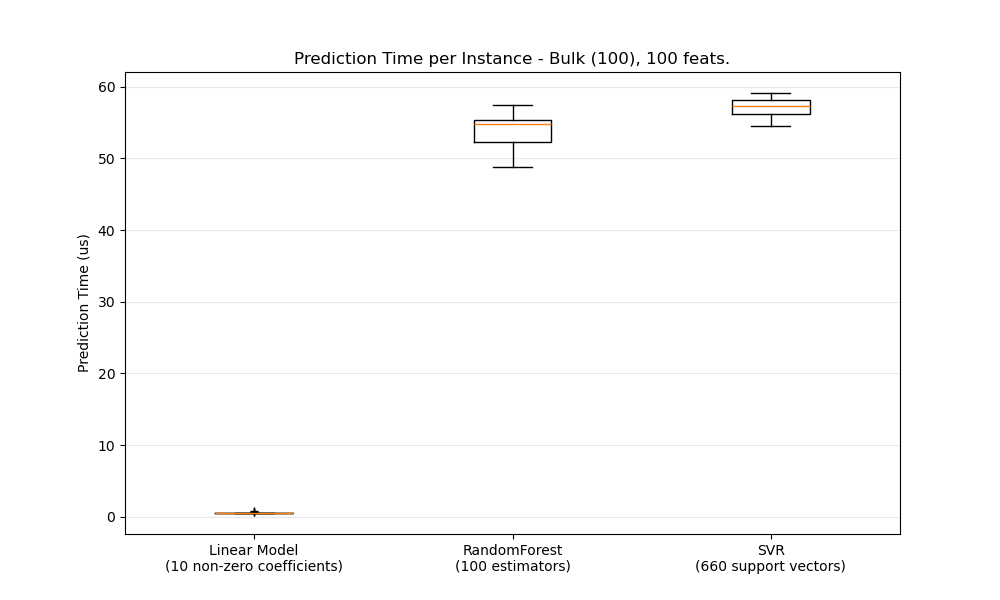 Prediction Time per Instance - Bulk (100), 100 feats.
Prediction Time (us)
60
50
40
30
20
10
0
Linear Model
(10 non-zero coefficients)
RandomForest
(100 estimators)
SVR
(660 support vectors)